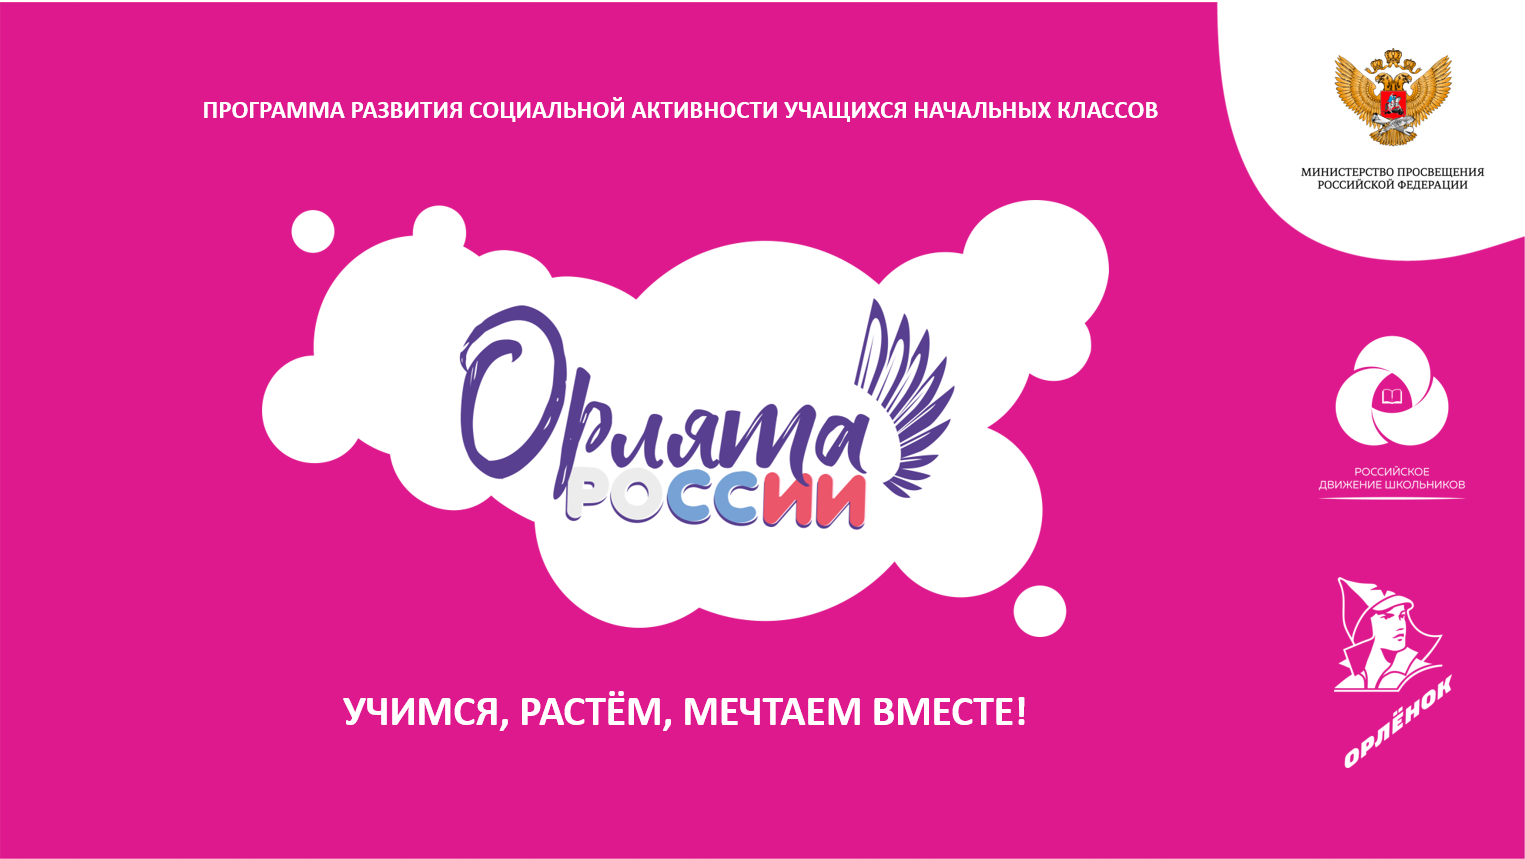 ПРОГРАММА РАЗВИТИЯ СОЦИАЛЬНОЙ АКТИВНОСТИ УЧАЩИХСЯ НАЧАЛЬНЫХ КЛАССОВ
МИНИСТЕРСТВО ПРОСВЕЩЕНИЯ
РОССИЙСКОЙ ФЕДЕРАЦИИ
Орлята
РОССИИ
РОССИЙСКОЕ
ДВИЖЕНИЕ ШКОЛЬНИКОВ
УЧИМСЯ, РАСТЁМ, МЕЧТАЕМ ВМЕСТЕ!
ОРЛЁНОК